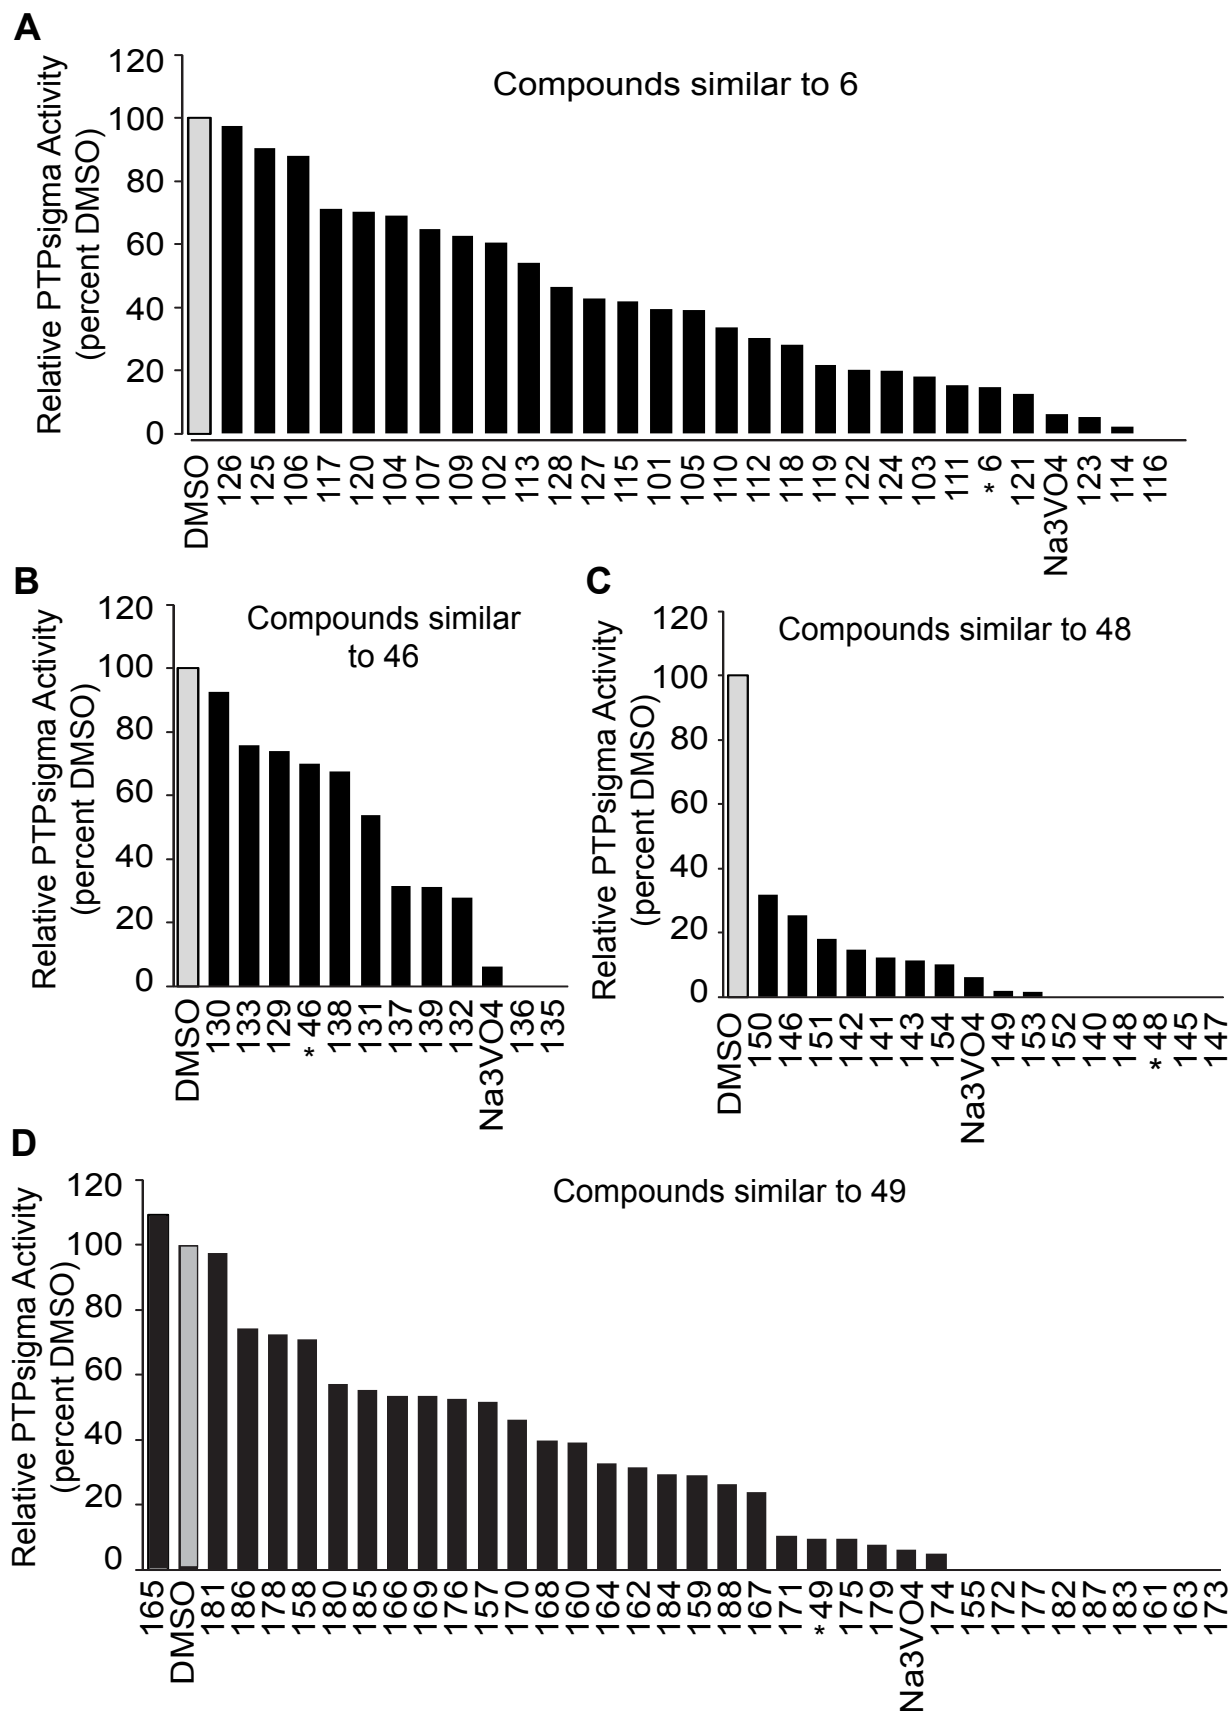 A
Relative PTPsigma Activity
(percent DMSO)
Compounds similar to 6
120
100
80
60
40
20
0
DMSO 126 125 106 117 120 104 107 109 102 113 128 127 115 101 105 110 112 118 119 122 124 103 111 * 6 121 Na3VO4 123 114 116
B
Relative PTPsigma Activity
(percent DMSO)
Compounds similar
to 46
120
100
80
60
40
20
0
DMSO 130 133 129 * 46 138 131 137 139 132 Na3VO4 136 135
C
Relative PTPsigma Activity
(percent DMSO)
Compounds similar to 48
120
100
80
60
40
20
0
DMSO 150 146 151 142 141 143 154 Na3VO4 149 153 152 140 148 * 48 145 147
D
Relative PTPsigma Activity
(percent DMSO)
Compounds similar to 49
120
100
80
60
40
20
0
165 DMSO 181 186 178 158 180 185 166 169 176 157 170 168 160 164 162 184 159 188 167 171 * 49 175 179 Na3VO4 174 155 172 177 182 187 183 161 163 173